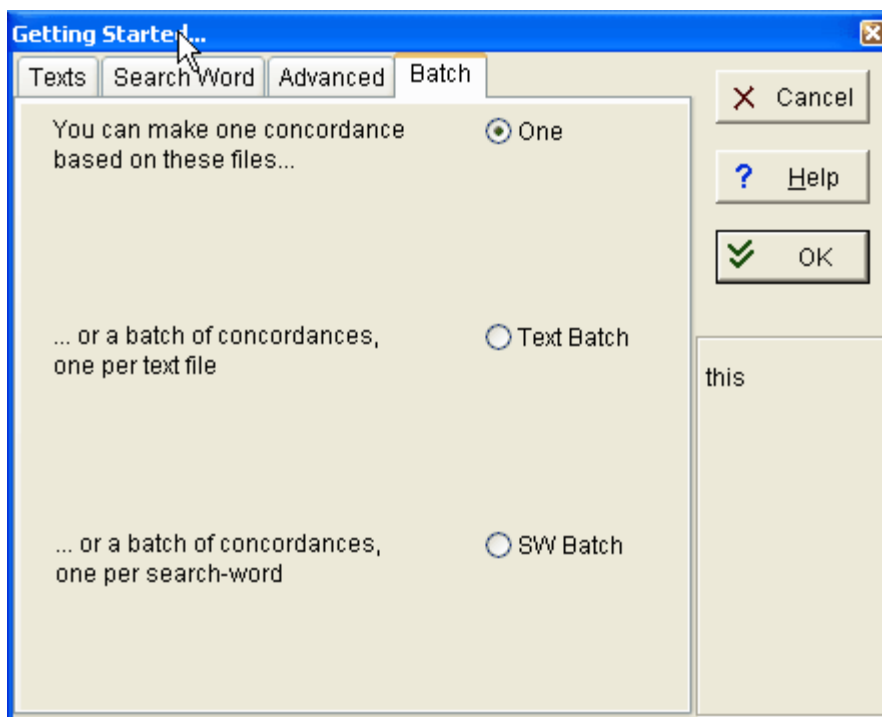 Getting Started...
Texts
Search Word
Advanced
Batch
You can make one concordance
based on these files...
One
... or a batch of concordances,
one per text file
Text Batch
... or a batch of concordances,
one per search-word
SW Batch
Cancel
? Help
OK
this